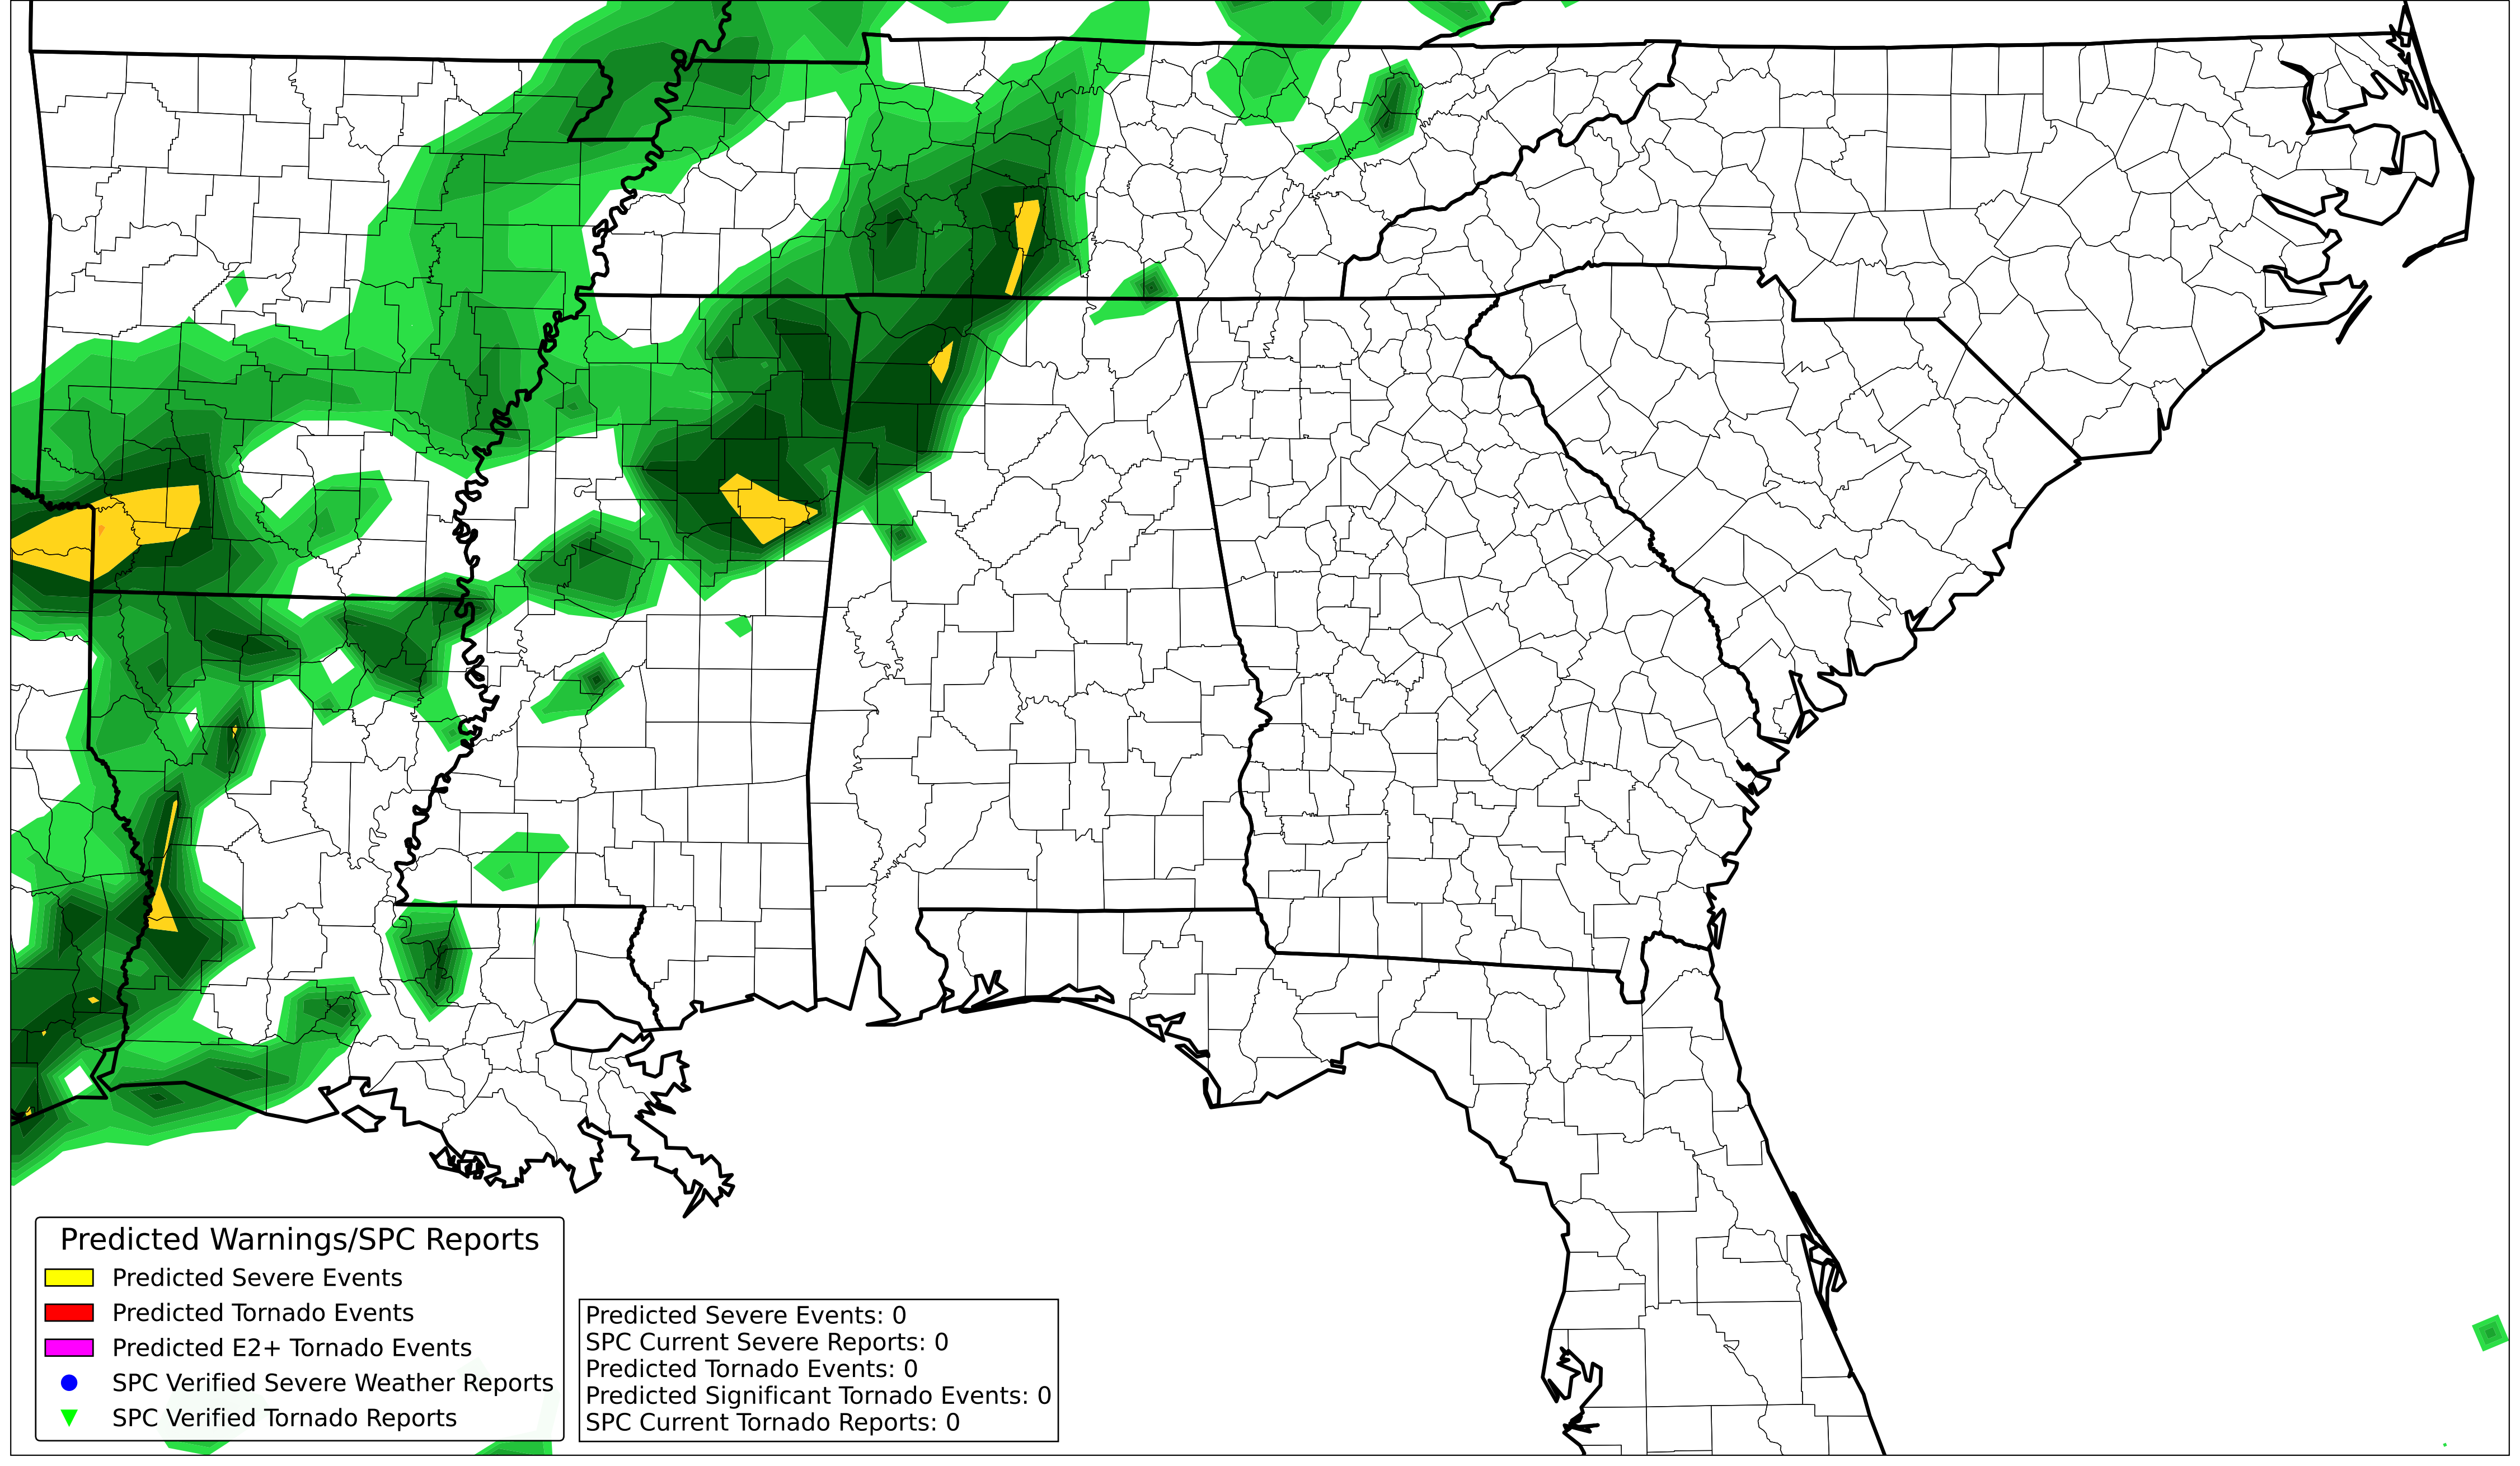 Predicted Warnings/SPC Reports
Predicted Severe Events
Predicted Tornado Events
Predicted E2+ Tornado Events
SPC Verified Severe Weather Reports
SPC Verified Tornado Reports
Predicted Severe Events: 0
SPC Current Severe Reports: 0
Predicted Tornado Events: 0
Predicted Significant Tornado Events: 0
SPC Current Tornado Reports: 0